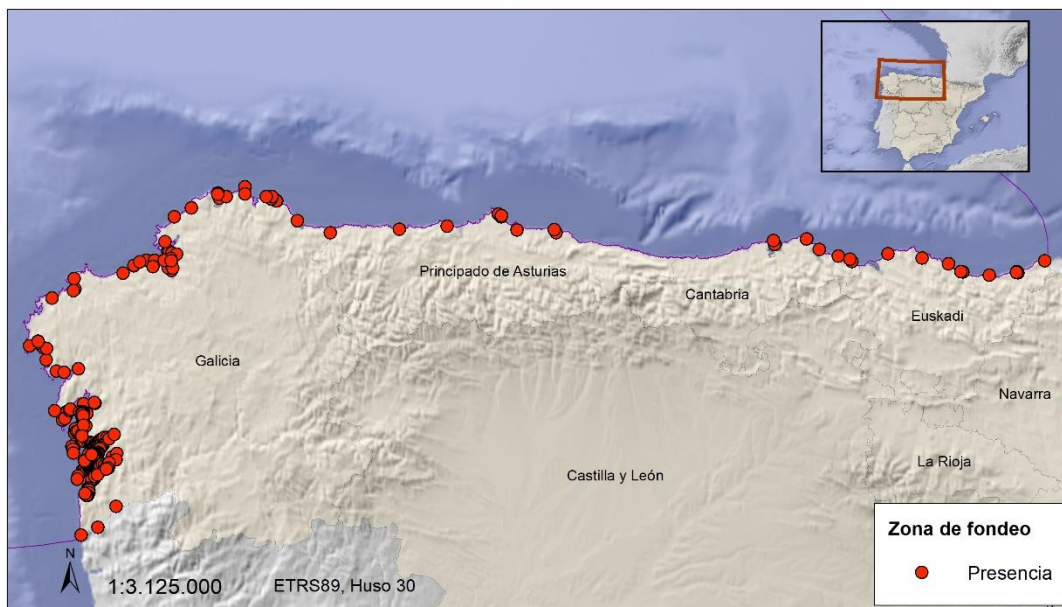 Principado de Asturias
Cantabria
Euskadi
Galicia
Navarra
La Rioja
Castilla y León
Zona de fondeo
Presencia
N
1:3.125.000
ETRS89, Huso 30